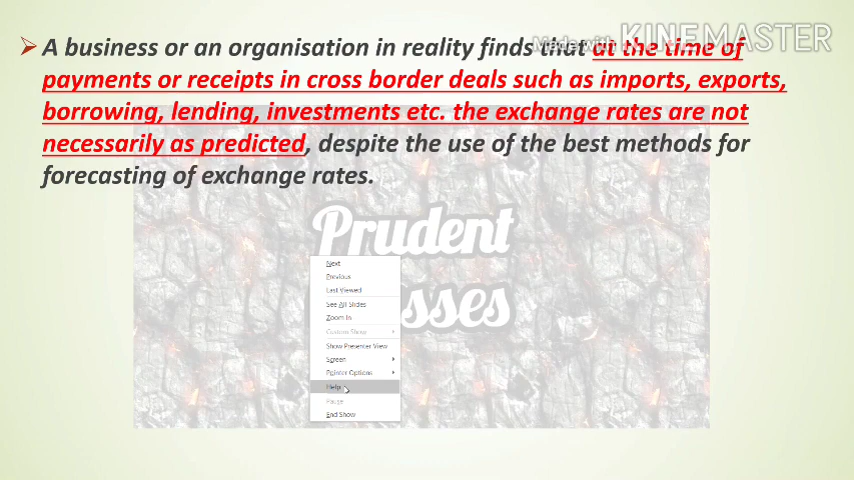 A business or an organisation in reality finds that at the time of
payments or receipts in cross border deals such as imports, exports,
borrowing, lending, investments etc. the exchange rates are not
necessarily as predicted, despite the use of the best methods for
forecasting of exchange rates.
Made with KINEMASTER
Prudent
sses
Next
Previous
Last Viewed
See All Slides
Zoom In
Custom Show
Show Presenter View
Screen
Pointer Options
Help
Pause
End Show